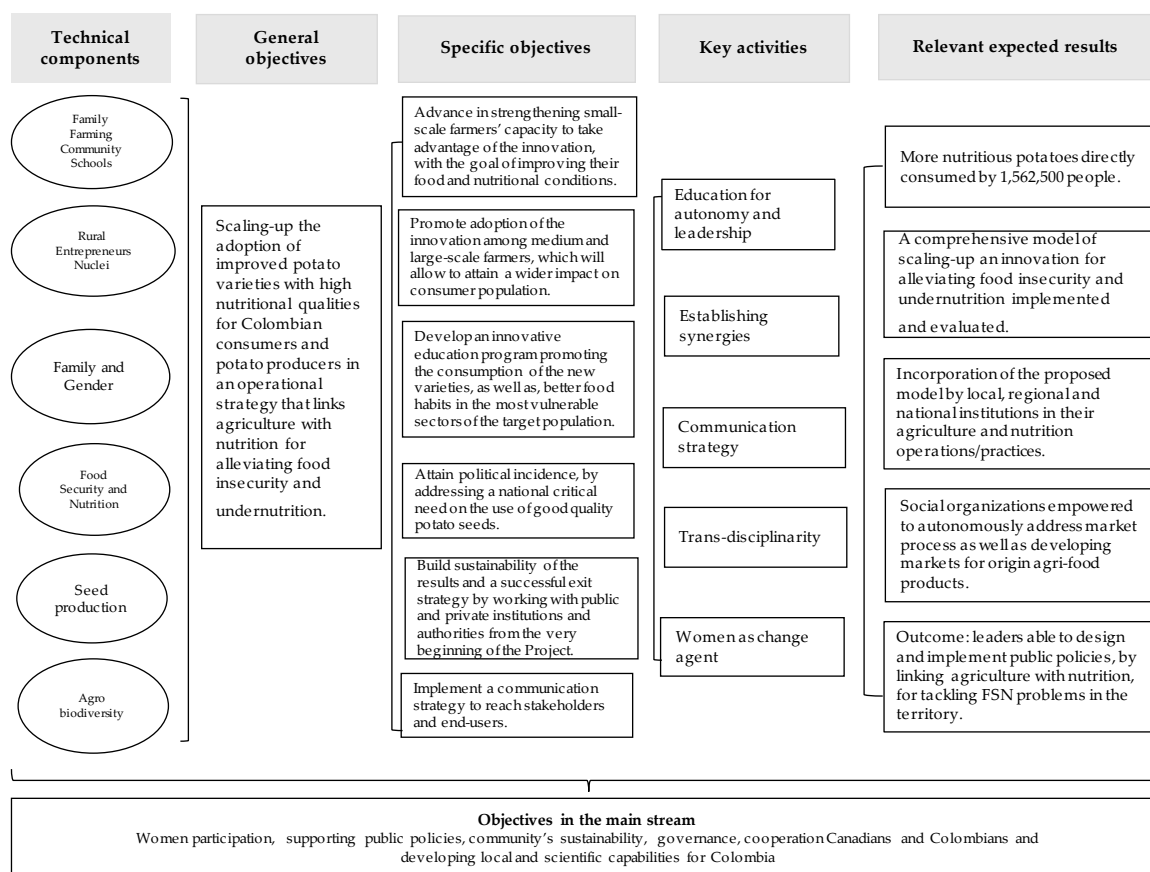 Technical
components
General
objectives
Specific objectives
Key activities
Relevant expected results
Family
Farming
Community
Schools
Rural
Entrepreneurs
Nuclei
Family and
Gender
Food
Security and
Nutrition
Seed
production
Agro
biodiversity
Scaling-up the
adoption of
improved potato
varieties with high
nutritional qualities
for Colombian
consumers and
potato producers in
an operational
strategy that links
agriculture with
nutrition for
alleviating food
insecurity and
undernutrition.
Advance in strengthening small-
scale farmers' capacity to take
advantage of the innovation,
with the goal of improving their
food and nutritional conditions.
Promote adoption of the
innovation among medium and
large-scale farmers, which will
allow to attain a wider impact on
consumer population.
Develop an innovative
education program promoting
the consumption of the new
varieties, as well as, better food
habits in the most vulnerable
sectors of the target population.
Attain political incidence, by
addressing a national critical
need on the use of good quality
potato seeds.
Build sustainability of the
results and a successful exit
strategy by working with public
and private institutions and
authorities from the very
beginning of the Project.
Implement a communication
strategy to reach stakeholders
and end-users.
Education for
autonomy and
leadership
Establishing
synergies
Communication
strategy
Trans-disciplinarity
Women as change
agent
More nutritious potatoes directly
consumed by 1,562,500 people.
A comprehensive model of
scaling-up an innovation for
alleviating food insecurity and
undernutrition implemented
and evaluated.
Incorporation of the proposed
model by local, regional and
national institutions in their
agriculture and nutrition
operations/practices.
Social organizations empowered
to autonomously address market
process as well as developing
markets for origin agri-food
products.
Outcome: leaders able to design
and implement public policies, by
linking agriculture with nutrition,
for tackling FSN problems in the
territory.
Objectives in the main stream
Women participation, supporting public policies, community's sustainability, governance, cooperation Canadians and Colombians and
developing local and scientific capabilities for Colombia